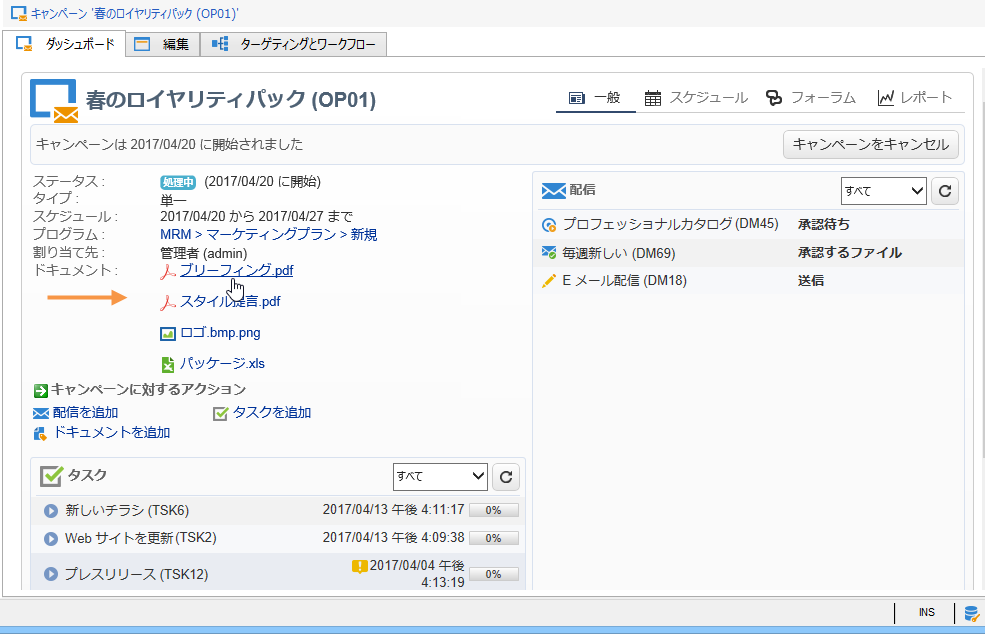 キャンペーン '春のロイヤリティパック (OP01)'
ダッシュボード 編集 ターゲティングとワークフロー
春のロイヤリティパック (OP01)
一般 スケジュール フォーラム レポート
キャンペーンは 2017/04/20 に開始されました
キャンペーンをキャンセル
ステータス : 処理中 (2017/04/20 に開始)
タイプ : 単一
スケジュール : 2017/04/20 から 2017/04/27 まで
プログラム : MRM > マーケティングプラン > 新規
割り当て先 : 管理者 (admin)
ドキュメント : ブリーフィング.pdf
スタイル提言.pdf
ロゴ.bmp.png
パッケージ.xls
キャンペーンに対するアクション
配信を追加 タスクを追加
ドキュメントを追加
タスク すべて
新しいチラシ (TSK6) 2017/04/13 午後 4:11:17 0%
Web サイトを更新(TSK2) 2017/04/13 午後 4:09:38 0%
プレスリリース (TSK12) 2017/04/04 午後 4:13:19 0%
配信 すべて
プロフェッショナルカタログ (DM45) 承認待ち
毎週新しい (DM69) 承認するファイル
E メール配信 (DM18) 送信
INS